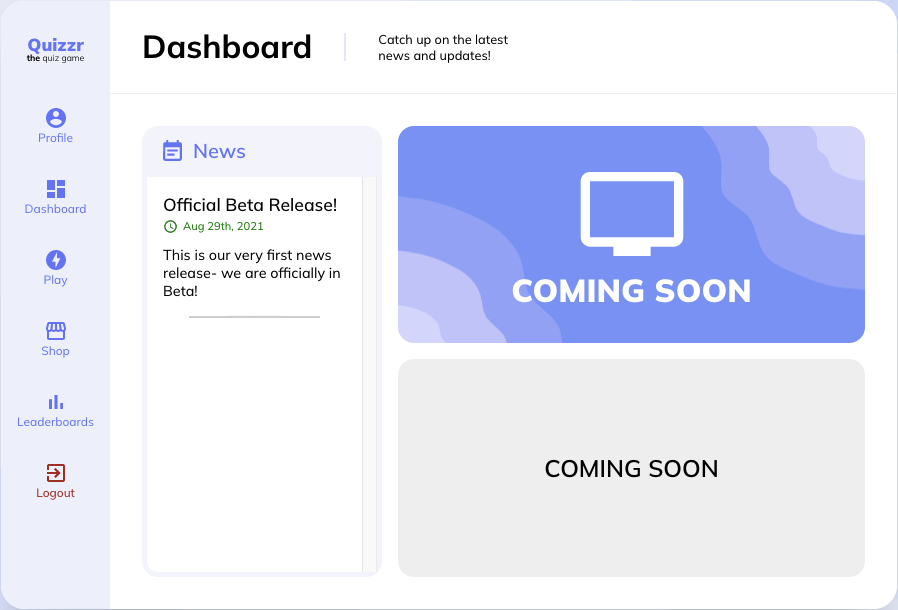 Quizzr
the quiz game
Profile
Dashboard
Play
Shop
Leaderboards
Logout
Dashboard
Catch up on the latest
news and updates!
News
Official Beta Release!
Aug 29th, 2021
This is our very first news
release- we are officially in
Beta!
COMING SOON
COMING SOON